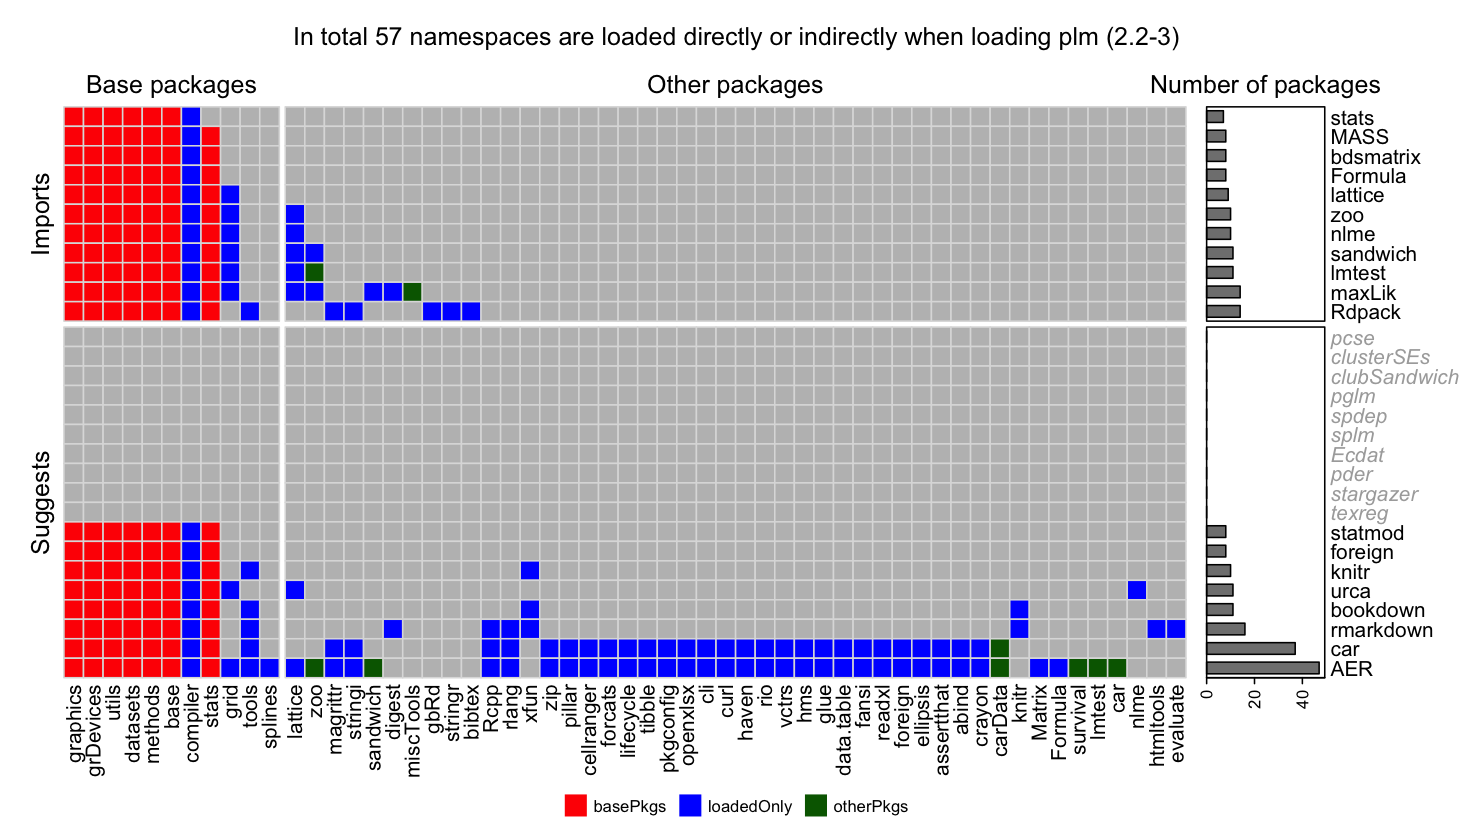 In total 57 namespaces are loaded directly or indirectly when loading plm (2.2-3)
Base packages
Other packages
Number of packages
Imports
stats
MASS
bdsmatrix
Formula
lattice
zoo
nlme
sandwich
lmtest
maxLik
Rdpack
Suggests
pcse
clusterSEs
clubSandwich
pglm
spdep
splm
Ecdat
pder
stargazer
texreg
statmod
foreign
knitr
urca
bookdown
rmarkdown
car
AER
graphics
grDevices
utils
datasets
methods
base
compiler
stats
grid
tools
splines
lattice
zoo
magrittr
stringi
sandwich
digest
miscTools
gbRd
stringr
bibtex
Rcpp
rlang
xfun
zip
pillar
cellranger
forcats
lifecycle
tibble
pkgconfig
openxlsx
cli
curl
haven
rio
vctrs
hms
glue
data.table
fansi
readxl
foreign
ellipsis
assertthat
abind
crayon
carData
knitr
Matrix
Formula
survival
lmtest
car
nlme
htmltools
evaluate
0
20
40
basePkgs
loadedOnly
otherPkgs